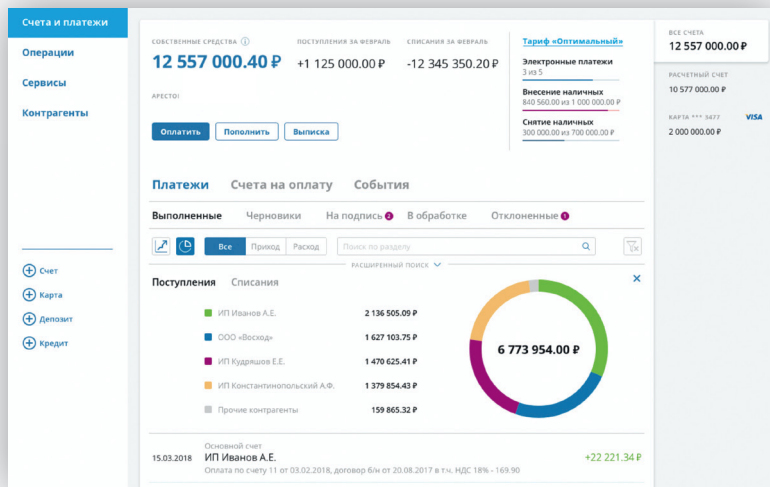 Счета и платежи
Операции
Сервисы
Контрагенты
Счет
Карта
Депозит
Кредит
СОБСТВЕННЫЕ СРЕДСТВА
12 557 000.40 ₽
ПОСТУПЛЕНИЯ ЗА ФЕВРАЛЬ
+1 125 000.00 ₽
СПИСАНИЯ ЗА ФЕВРАЛЬ
-12 345 350.20 ₽
АРЕСТО:
Оплатить
Пополнить
Выписка
Тариф «Оптимальный»
Электронные платежи
3 из 5
Внесение наличных
840 560.00 из 1 000 000.00 ₽
Снятие наличных
300 000.00 из 700 000.00 ₽
ВСЕ СЧЕТА
12 557 000.00 ₽
РАСЧЕТНЫЙ СЧЕТ
10 577 000.00 ₽
КАРТА *** 3477 VISA
2 000 000.00 ₽
Платежи Счета на оплату События
Выполненные Черновики На подпись 2 В обработке Отклоненные 1
Все Приход Расход Поиск по разделу
РАСШИРЕННЫЙ ПОИСК
Поступления Списания
ИП Иванов А.Е. 2 136 505.09 ₽
ООО «Восход» 1 627 103.75 ₽
ИП Кудряшов Е.Е. 1 470 625.41 ₽
ИП Константинопольский А.Ф. 1 379 854.43 ₽
Прочие контрагенты 159 865.32 ₽
6 773 954.00 ₽
Основной счет
15.03.2018 ИП Иванов А.Е. +22 221.34 ₽
Оплата по счету 11 от 03.02.2018, договор б/н от 20.08.2017 в т.ч. НДС 18% - 169.90